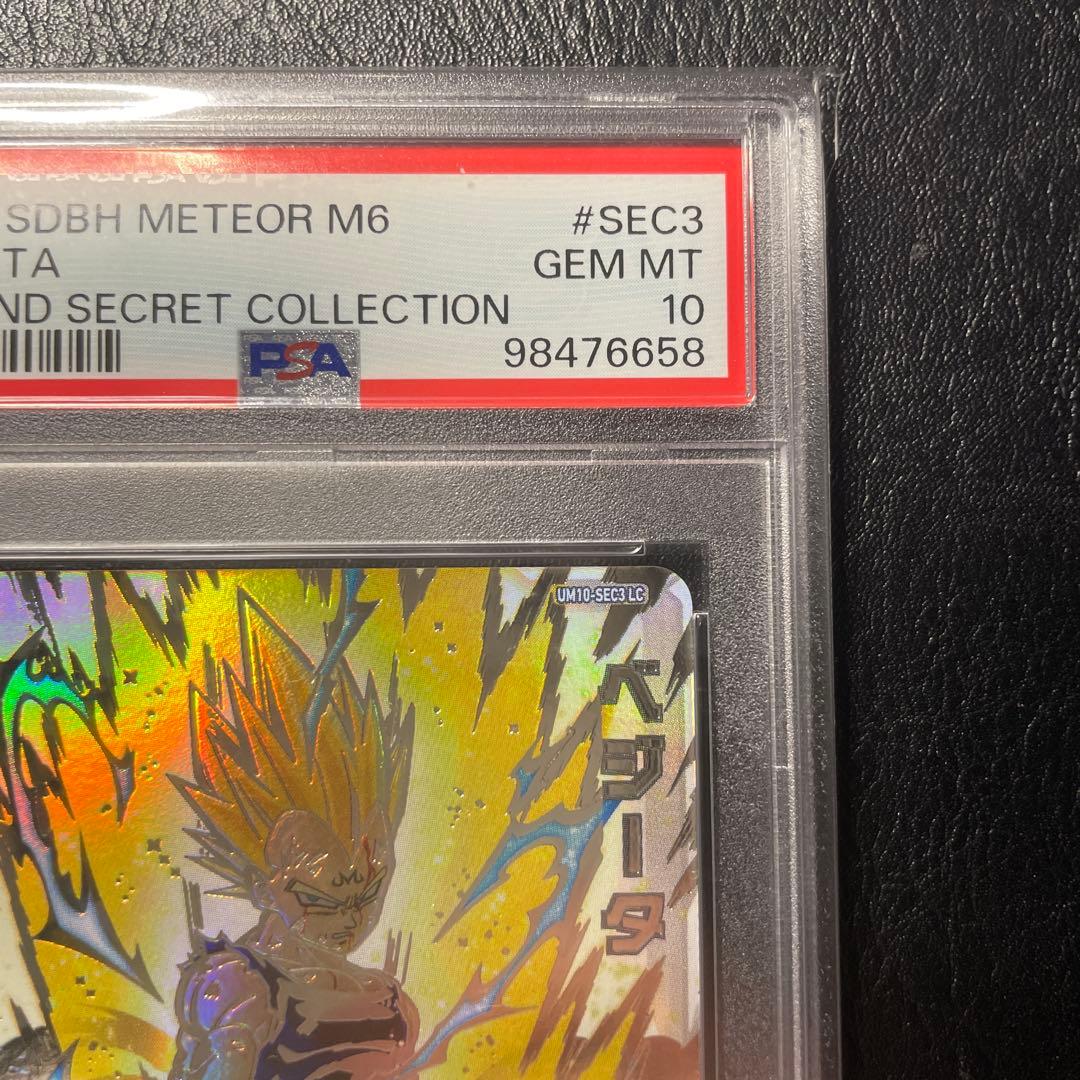 SDBH METEOR M6 #SEC3
TA GEM MT
ND SECRET COLLECTION 10
PSA 98476658
UM10-SEC3 LC
ベジータ
M